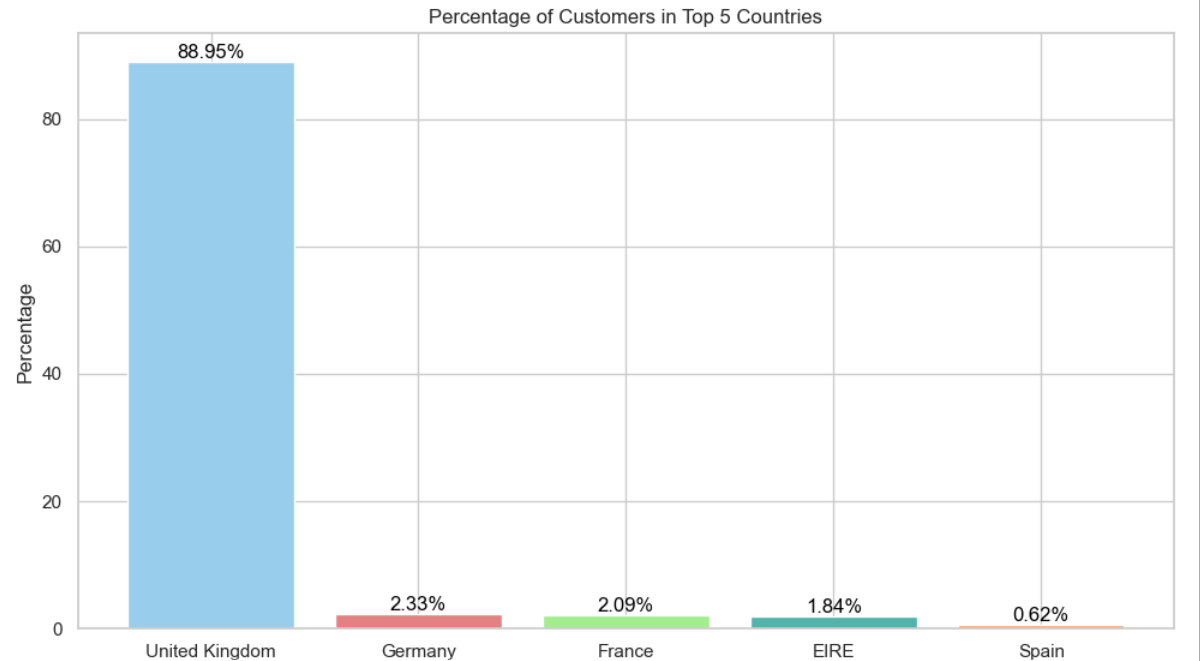 Percentage of Customers in Top 5 Countries
88.95%
80
60
Percentage
40
20
2.33%
2.09%
1.84%
0.62%
0
United Kingdom
Germany
France
EIRE
Spain